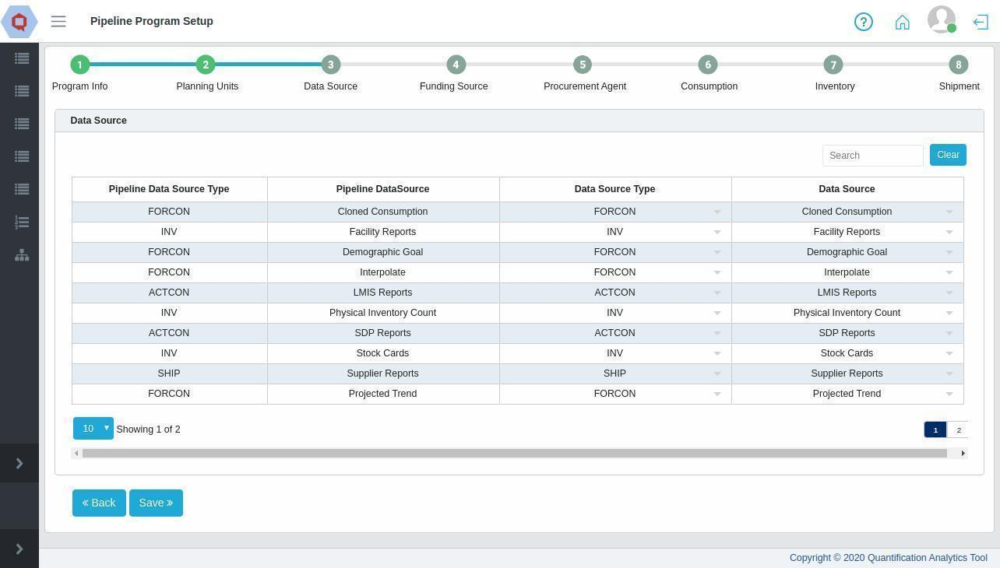 Pipeline Program Setup
?
1 2 3 4 5 6 7 8
Program Info Planning Units Data Source Funding Source Procurement Agent Consumption Inventory Shipment
Data Source
Search Clear
Pipeline Data Source Type Pipeline DataSource Data Source Type Data Source
FORCON Cloned Consumption FORCON Cloned Consumption
INV Facility Reports INV Facility Reports
FORCON Demographic Goal FORCON Demographic Goal
FORCON Interpolate FORCON Interpolate
ACTCON LMIS Reports ACTCON LMIS Reports
INV Physical Inventory Count INV Physical Inventory Count
ACTCON SDP Reports ACTCON SDP Reports
INV Stock Cards INV Stock Cards
SHIP Supplier Reports SHIP Supplier Reports
FORCON Projected Trend FORCON Projected Trend
10 Showing 1 of 2 1 2
« Back Save »
Copyright © 2020 Quantification Analytics Tool